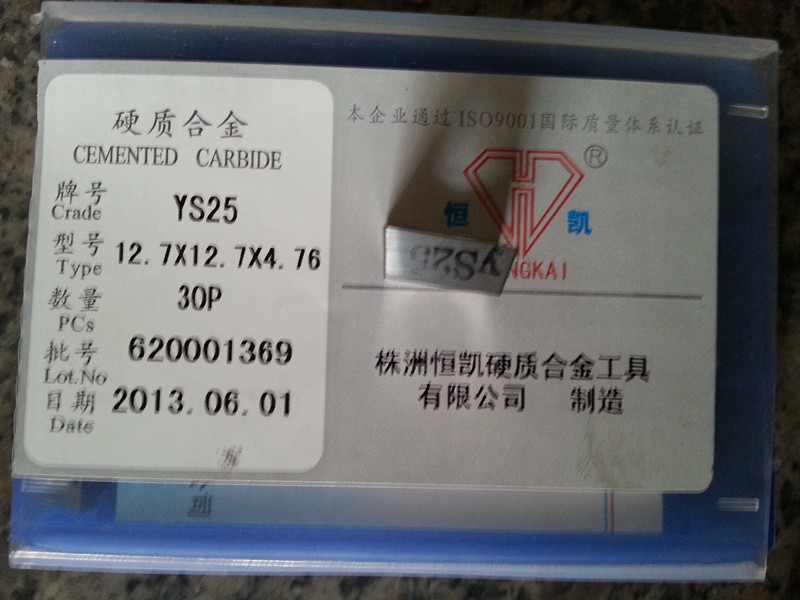 硬质合金
CEMENTED CARBIDE
牌号 YS25
Crade
型号 12.7X12.7X4.76
Type
数量 30P
PCs
批号 620001369
Lot.No
日期 2013.06.01
Date
本企业通过ISO9001国际质量体系认证
®
恒 凯
NGKAI
YS25
株洲恒凯硬质合金工具
有限公司 制造